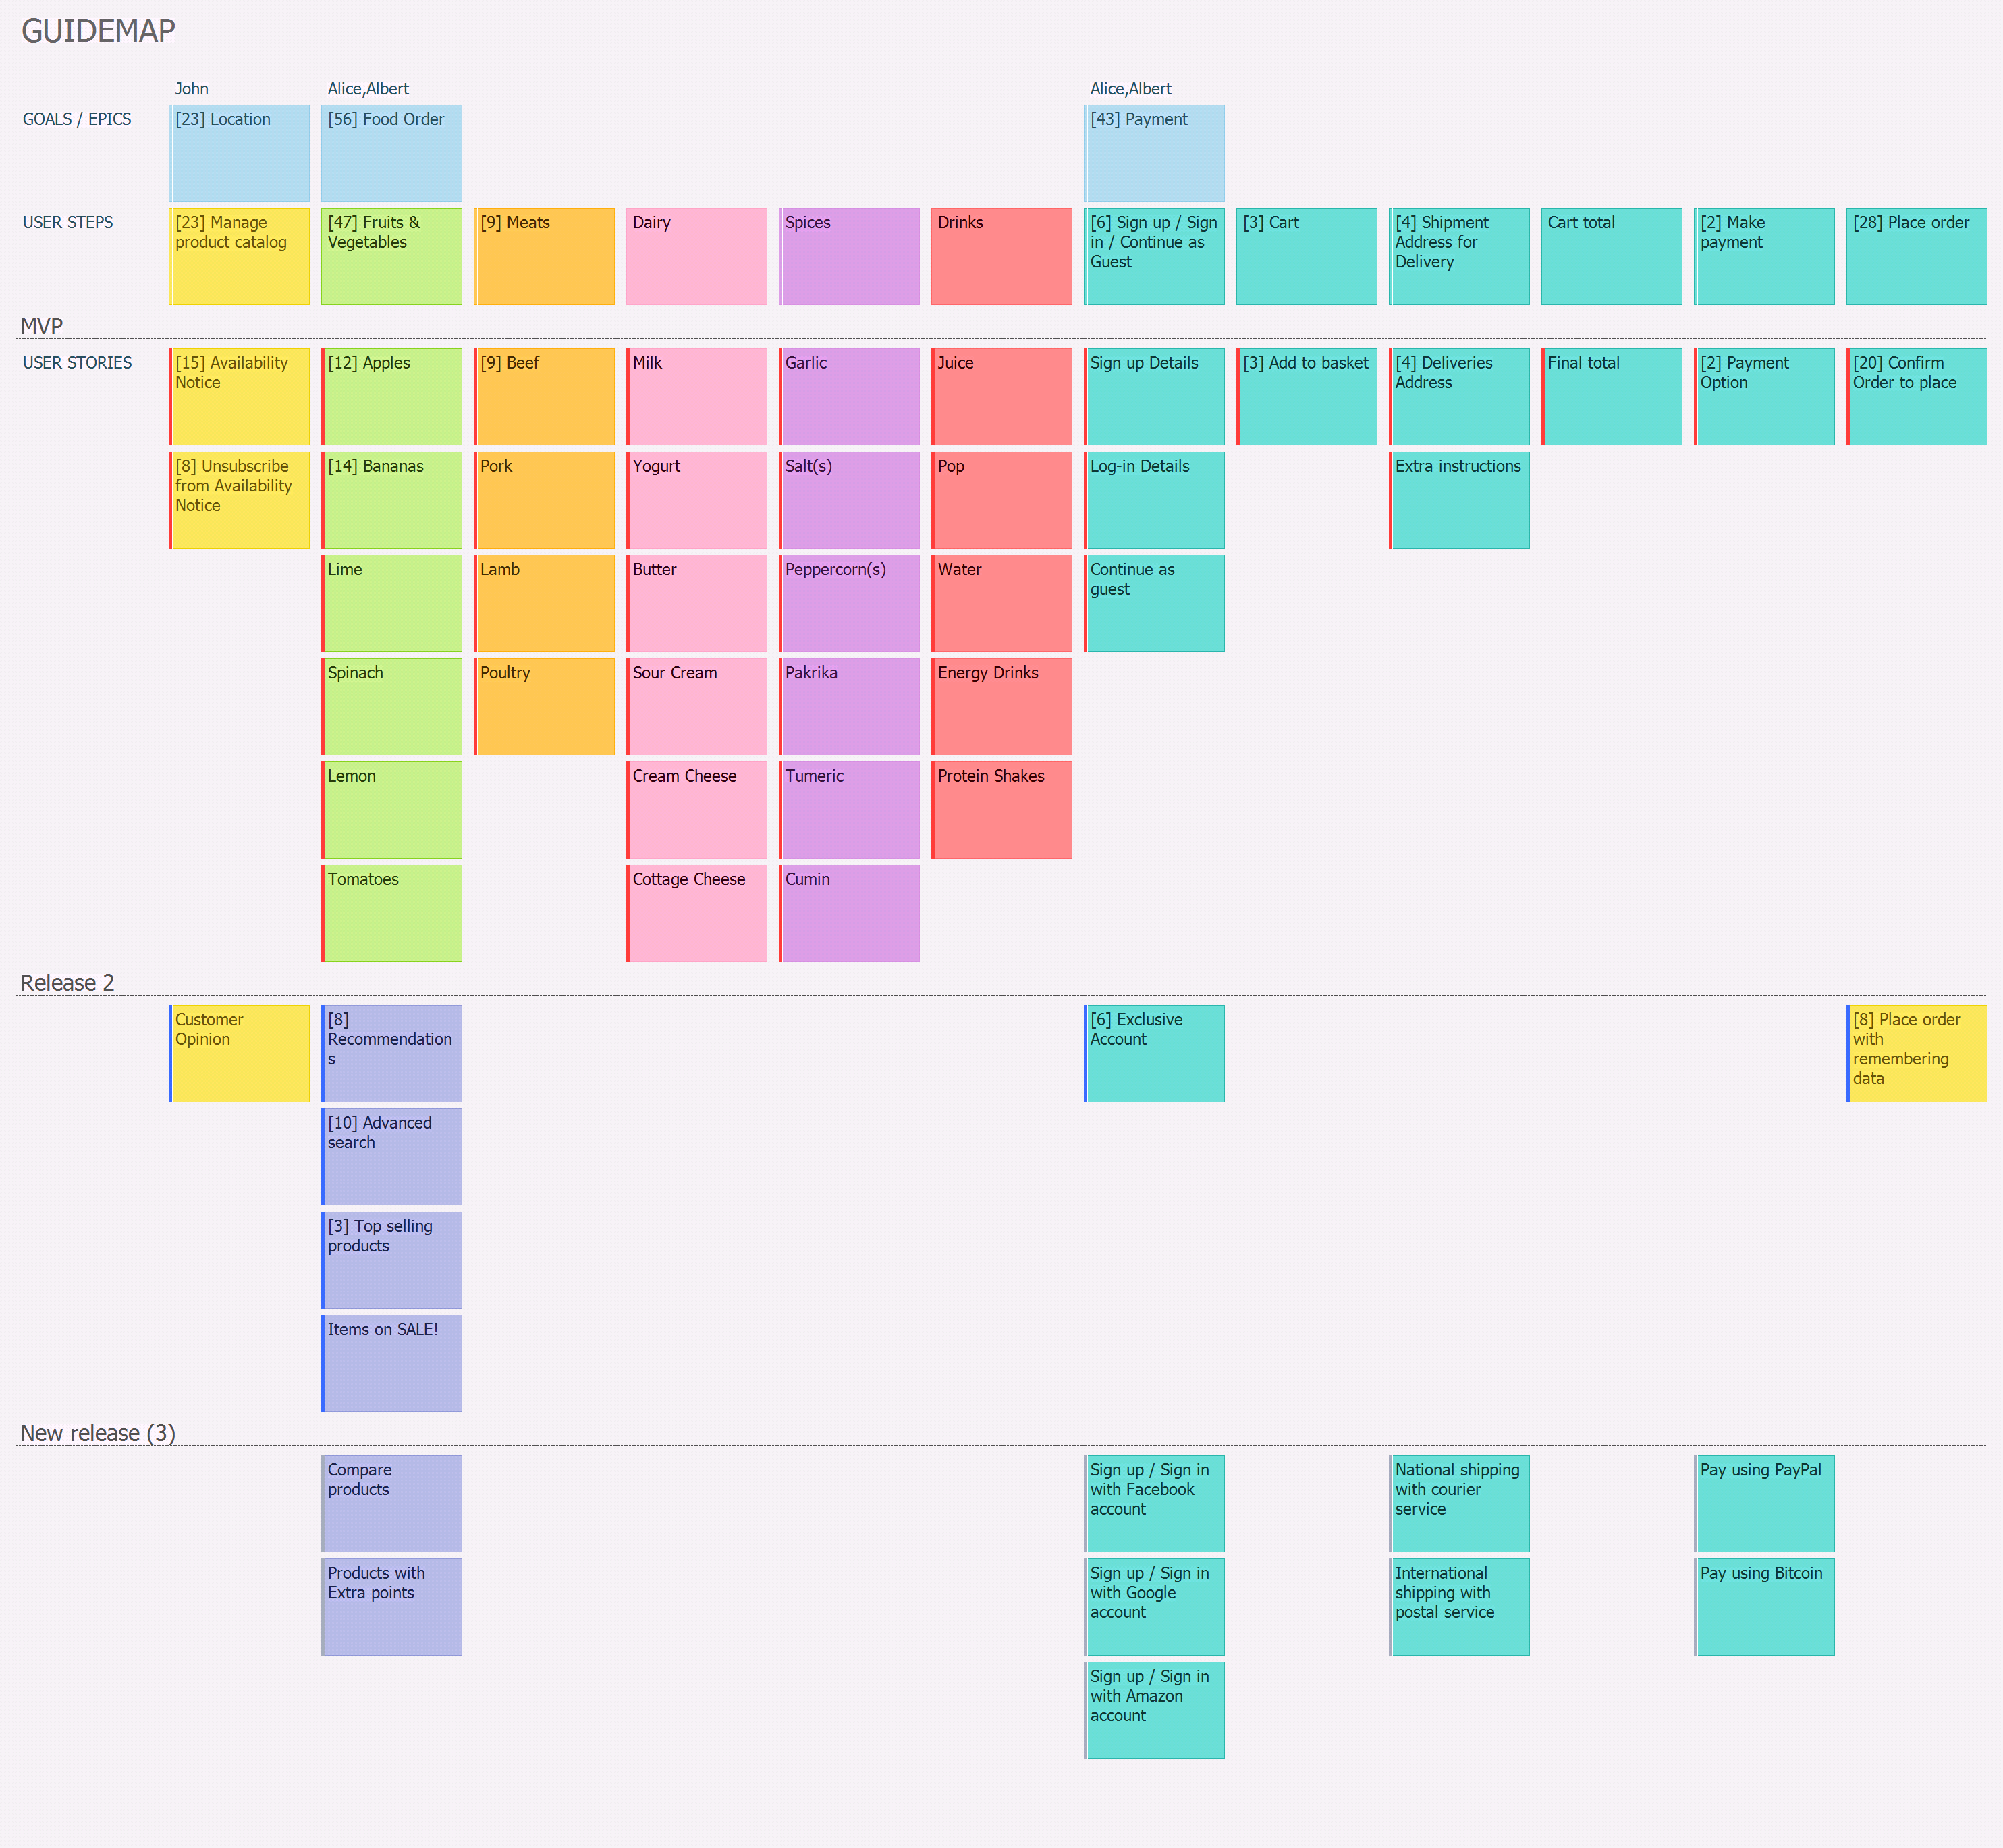 GUIDEMAP
John
Alice,Albert
Alice,Albert
GOALS / EPICS
[23] Location
[56] Food Order
[43] Payment
USER STEPS
[23] Manage
product catalog
[47] Fruits &
Vegetables
[9] Meats
Dairy
Spices
Drinks
[6] Sign up / Sign
in / Continue as
Guest
[3] Cart
[4] Shipment
Address for
Delivery
Cart total
[2] Make
payment
[28] Place order
MVP
USER STORIES
[15] Availability
Notice
[12] Apples
[9] Beef
Milk
Garlic
Juice
Sign up Details
[3] Add to basket
[4] Deliveries
Address
Final total
[2] Payment
Option
[20] Confirm
Order to place
[8] Unsubscribe
from Availability
Notice
[14] Bananas
Pork
Yogurt
Salt(s)
Pop
Log-in Details
Extra instructions
Lime
Lamb
Butter
Peppercorn(s)
Water
Continue as
guest
Spinach
Poultry
Sour Cream
Pakrika
Energy Drinks
Lemon
Cream Cheese
Tumeric
Protein Shakes
Tomatoes
Cottage Cheese
Cumin
Release 2
Customer
Opinion
[8]
Recommendation
s
[6] Exclusive
Account
[8] Place order
with
remembering
data
[10] Advanced
search
[3] Top selling
products
Items on SALE!
New release (3)
Compare
products
Sign up / Sign in
with Facebook
account
National shipping
with courier
service
Pay using PayPal
Products with
Extra points
Sign up / Sign in
with Google
account
International
shipping with
postal service
Pay using Bitcoin
Sign up / Sign in
with Amazon
account